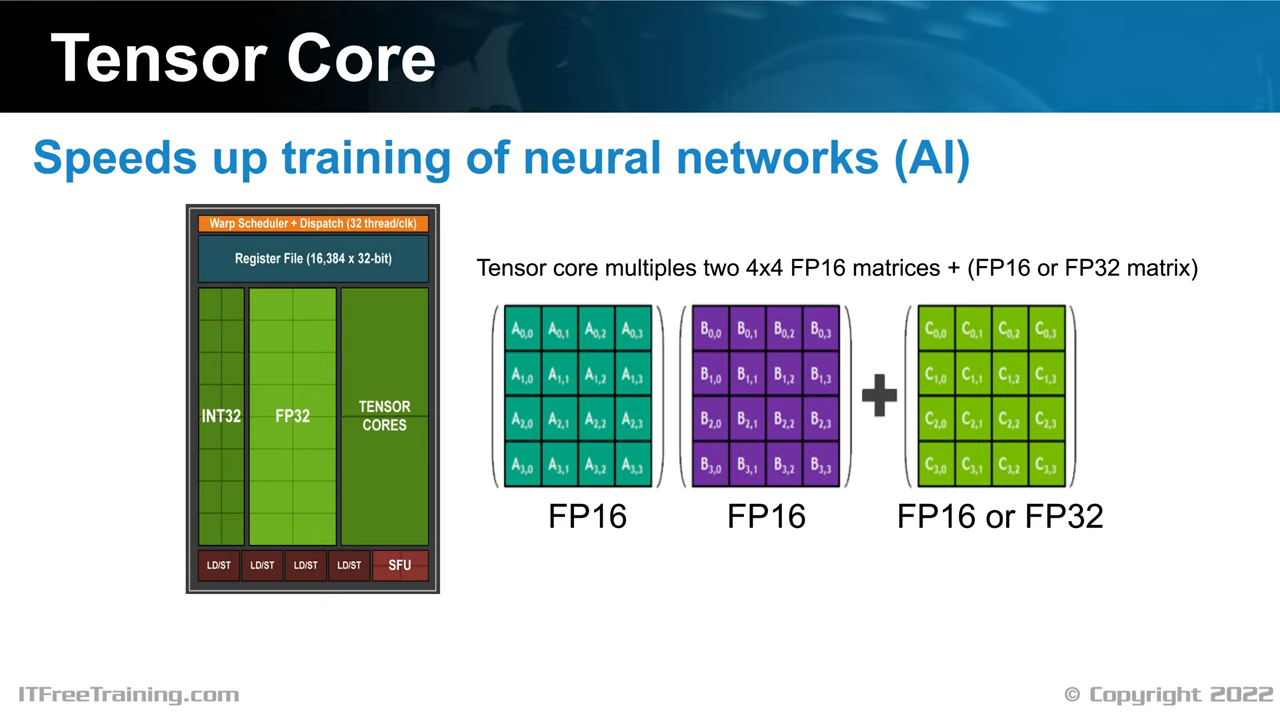 Tensor Core
Speeds up training of neural networks (AI)
Warp Scheduler + Dispatch (32 thread/clk)
Register File (16,384 x 32-bit)
INT32
FP32
TENSOR
CORES
LD/ST
LD/ST
LD/ST
LD/ST
SFU
Tensor core multiples two 4x4 FP16 matrices + (FP16 or FP32 matrix)
A0,0 A0,1 A0,2 A0,3
A1,0 A1,1 A1,2 A1,3
A2,0 A2,1 A2,2 A2,3
A3,0 A3,1 A3,2 A3,3
FP16
B0,0 B0,1 B0,2 B0,3
B1,0 B1,1 B1,2 B1,3
B2,0 B2,1 B2,2 B2,3
B3,0 B3,1 B3,2 B3,3
FP16
C0,0 C0,1 C0,2 C0,3
C1,0 C1,1 C1,2 C1,3
C2,0 C2,1 C2,2 C2,3
C3,0 C3,1 C3,2 C3,3
FP16 or FP32
ITFreeTraining.com
© Copyright 2022